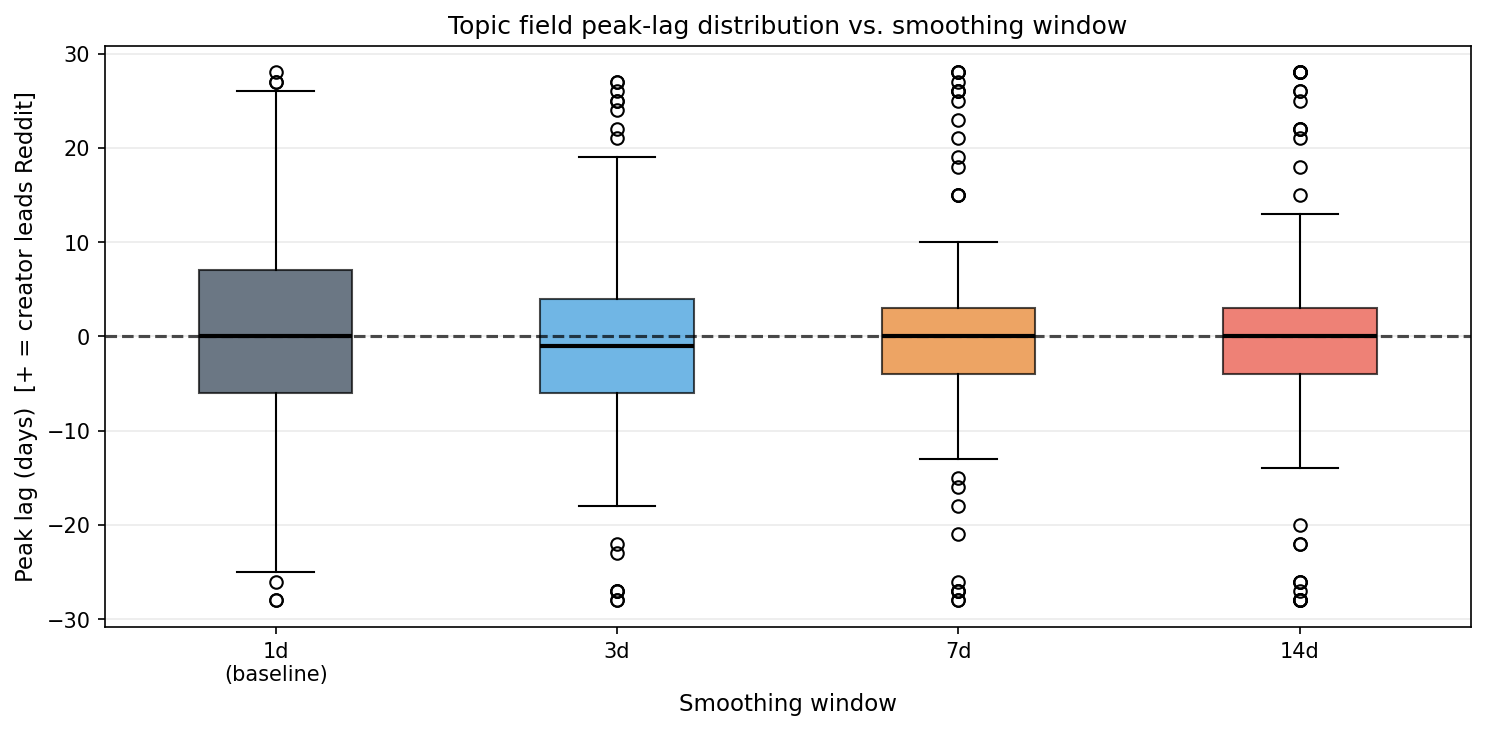 Topic field peak-lag distribution vs. smoothing window
Peak lag (days)  [+ = creator leads Reddit]
30
20
10
0
−10
−20
−30
1d
(baseline)
3d
7d
14d
Smoothing window